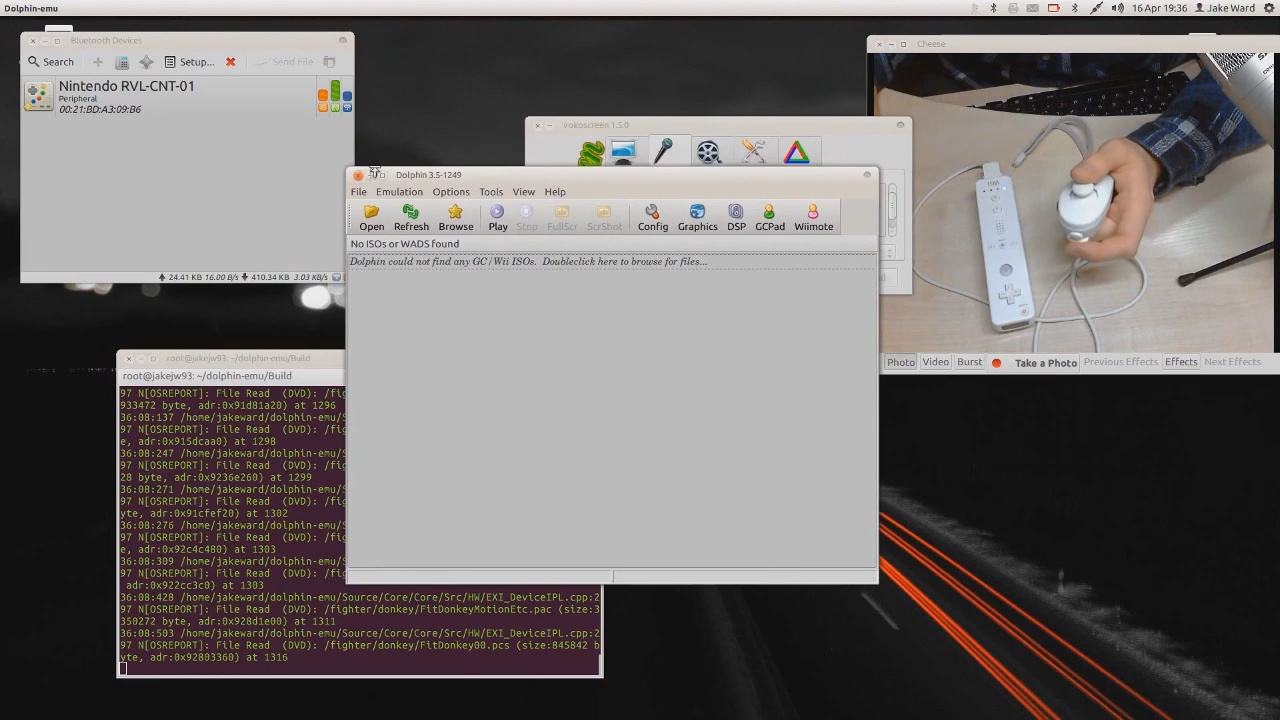 Dolphin-emu
16 Apr 19:36 Jake Ward
Bluetooth Devices
Search Setup... Send File
Nintendo RVL-CNT-01
Peripheral
00:21:BD:A3:09:B6
24.41 KB 16.00 B/s 410.34 KB 3.03 KB/s
Cheese
Wii
Photo Video Burst Take a Photo Previous Effects Effects Next Effects
vokoscreen 1.5.0
Dolphin 3.5-1249
File Emulation Options Tools View Help
Open Refresh Browse Play Stop FullScr ScrShot Config Graphics DSP GCPad Wiimote
No ISOs or WADS found
Dolphin could not find any GC/Wii ISOs. Doubleclick here to browse for files...
root@jakejw93: ~/dolphin-emu/Build
root@jakejw93: ~/dolphin-emu/Build
97 N[OSREPORT]: File Read (DVD): /fig
933472 byte, adr:0x91d81a20) at 1296
36:08:137 /home/jakeward/dolphin-emu/S
97 N[OSREPORT]: File Read (DVD): /fig
e, adr:0x915dcaa0) at 1298
36:08:247 /home/jakeward/dolphin-emu/S
97 N[OSREPORT]: File Read (DVD): /fig
28 byte, adr:0x9236e260) at 1299
36:08:271 /home/jakeward/dolphin-emu/S
97 N[OSREPORT]: File Read (DVD): /fig
yte, adr:0x91cfef20) at 1302
36:08:276 /home/jakeward/dolphin-emu/S
97 N[OSREPORT]: File Read (DVD): /fig
e, adr:0x92c4c480) at 1303
36:08:309 /home/jakeward/dolphin-emu/S
97 N[OSREPORT]: File Read (DVD): /fig
adr:0x922cc3c0) at 1303
36:08:428 /home/jakeward/dolphin-emu/Source/Core/Core/Src/HW/EXI_DeviceIPL.cpp:2
97 N[OSREPORT]: File Read (DVD): /fighter/donkey/FitDonkeyMotionEtc.pac (size:3
350272 byte, adr:0x928d1e00) at 1311
36:08:503 /home/jakeward/dolphin-emu/Source/Core/Core/Src/HW/EXI_DeviceIPL.cpp:2
97 N[OSREPORT]: File Read (DVD): /fighter/donkey/FitDonkey00.pcs (size:845842 b
yte, adr:0x92803360) at 1316